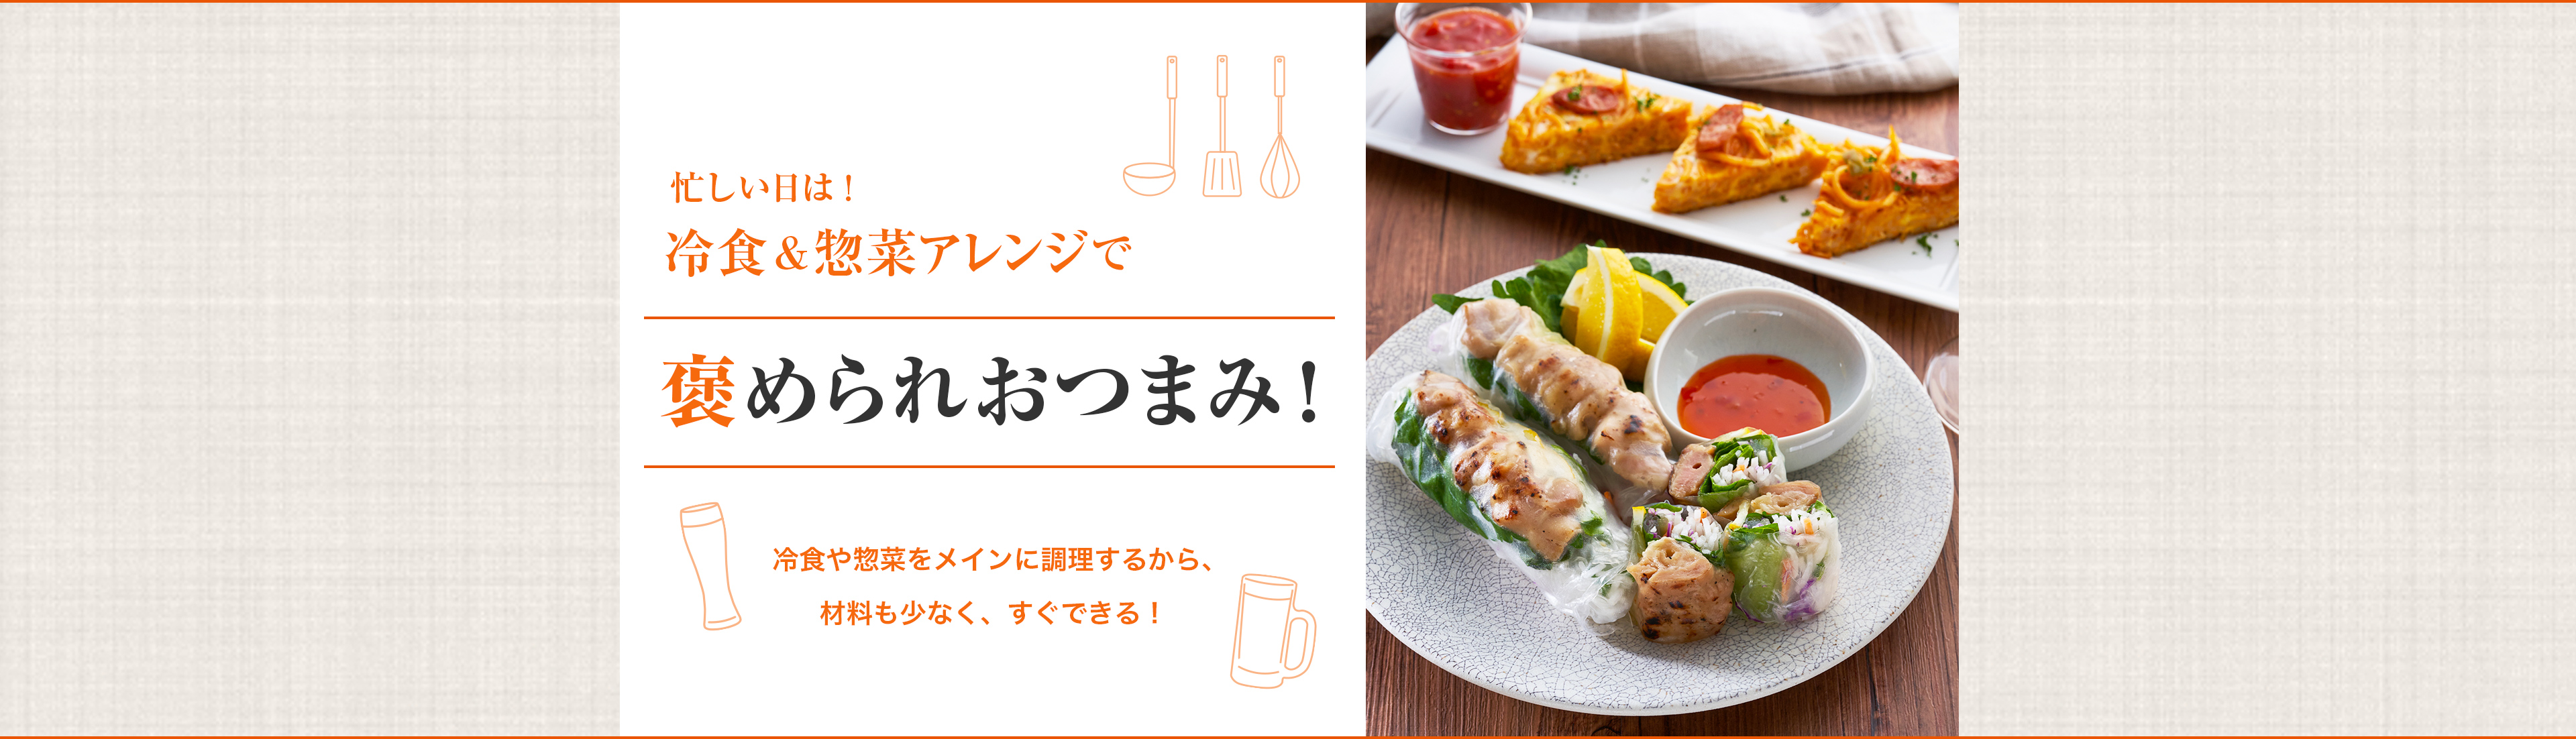 忙しい日は！
冷食＆惣菜アレンジで
褒められおつまみ！
冷食や惣菜をメインに調理するから、
材料も少なく、すぐできる！